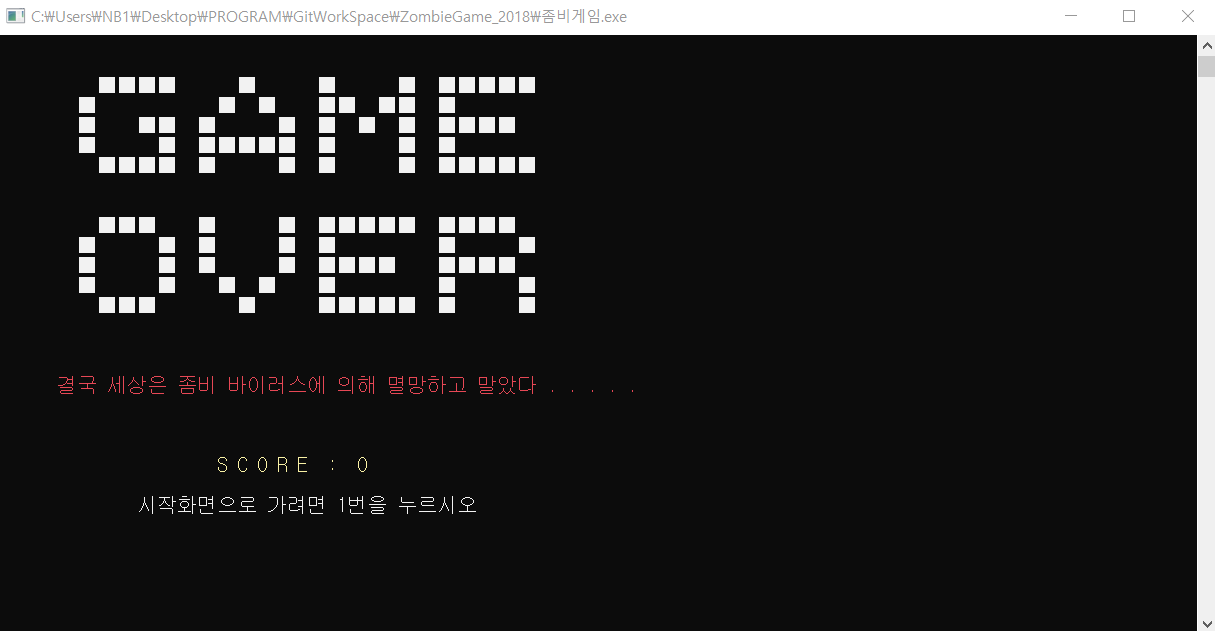 C:₩Users₩NB1₩Desktop₩PROGRAM₩GitWorkSpace₩ZombieGame_2018₩좀비게임.exe
GAME
OVER
결국 세상은 좀비 바이러스에 의해 멸망하고 말았다 . . . . .
SCORE : 0
시작화면으로 가려면 1번을 누르시오